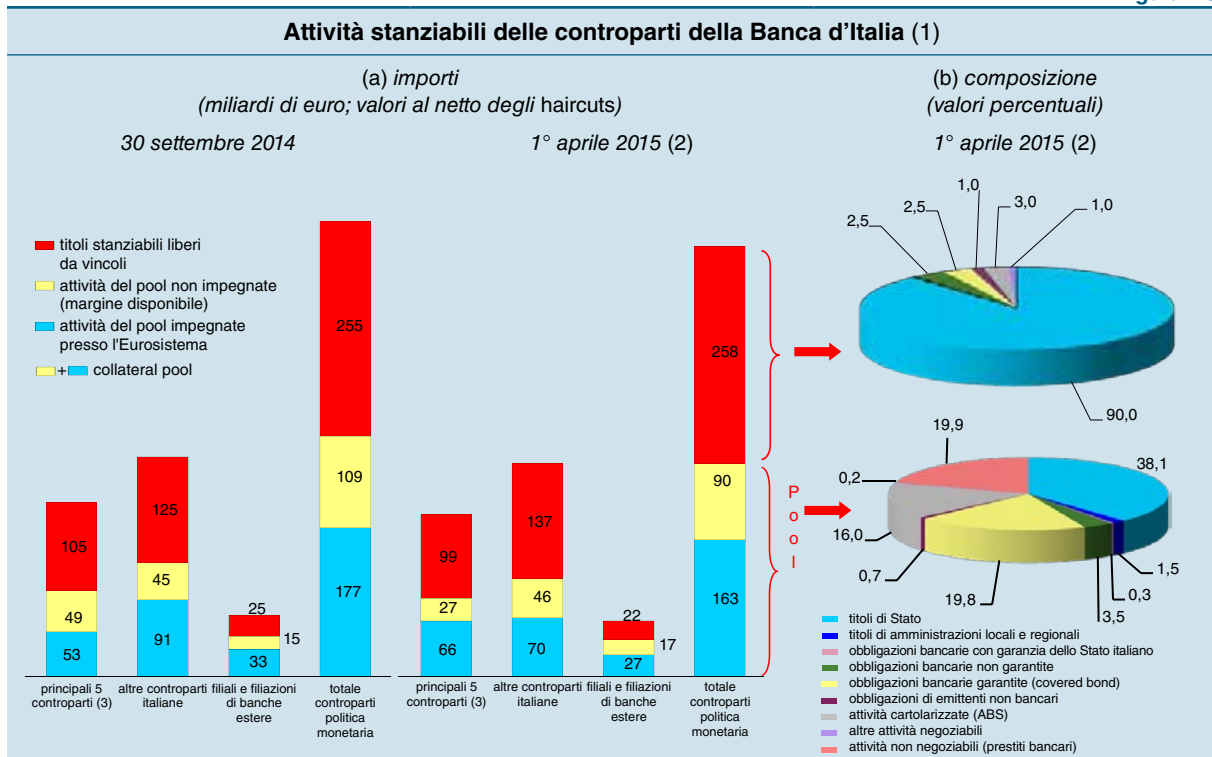 Attività stanziabili delle controparti della Banca d'Italia (1)
(a) importi
(miliardi di euro; valori al netto degli haircuts)
30 settembre 2014
1° aprile 2015 (2)
(b) composizione
(valori percentuali)
1° aprile 2015 (2)
titoli stanziabili liberi
da vincoli
attività del pool non impegnate
(margine disponibile)
attività del pool impegnate
presso l'Eurosistema
+ collateral pool
105
49
53
125
45
91
25
15
33
255
109
177
99
27
66
137
46
70
22
17
27
258
90
163
Pool
principali 5
controparti (3)
altre controparti
italiane
filiali e filiazioni
di banche
estere
totale
controparti
politica
monetaria
principali 5
controparti (3)
altre controparti
italiane
filiali e filiazioni
di banche
estere
totale
controparti
politica
monetaria
2,5
2,5
1,0
3,0
1,0
90,0
19,9
38,1
0,2
16,0
0,7
19,8
3,5
0,3
1,5
titoli di Stato
titoli di amministrazioni locali e regionali
obbligazioni bancarie con garanzia dello Stato italiano
obbligazioni bancarie non garantite
obbligazioni bancarie garantite (covered bond)
obbligazioni di emittenti non bancari
attività cartolarizzate (ABS)
altre attività negoziabili
attività non negoziabili (prestiti bancari)